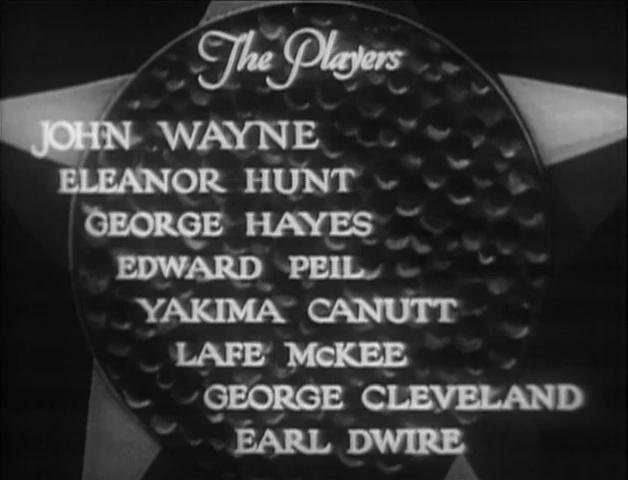 The Players
JOHN WAYNE
ELEANOR HUNT
GEORGE HAYES
EDWARD PEIL
YAKIMA CANUTT
LAFE McKEE
GEORGE CLEVELAND
EARL DWIRE